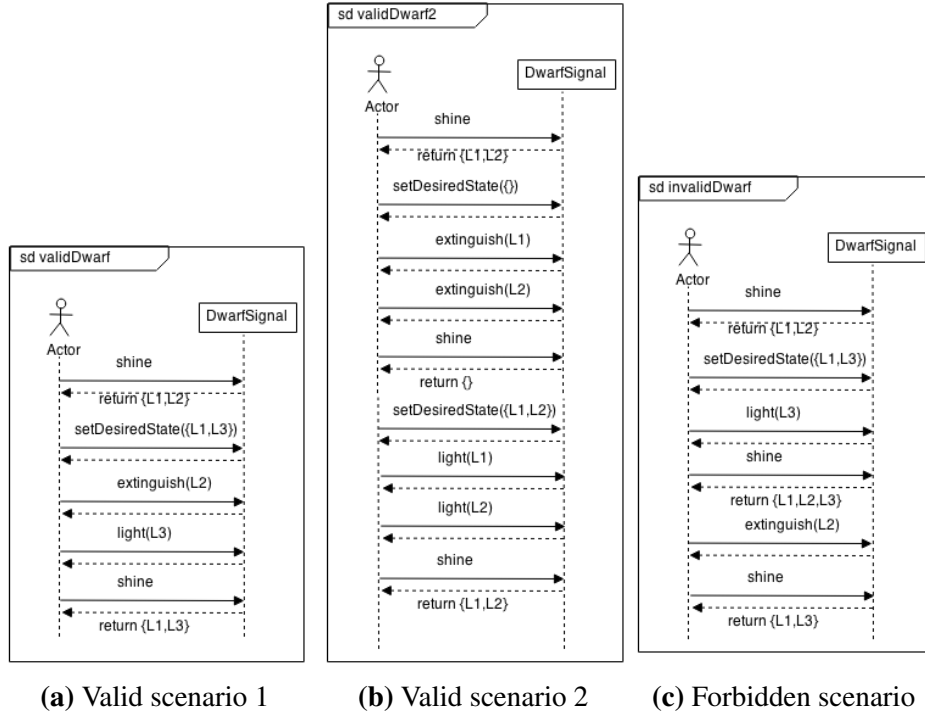 sd validDwarf
Actor
DwarfSignal
shine
return {L1,L2}
setDesiredState({L1,L3})
extinguish(L2)
light(L3)
shine
return {L1,L3}
(a) Valid scenario 1
sd validDwarf2
Actor
DwarfSignal
shine
return {L1,L2}
setDesiredState({})
extinguish(L1)
extinguish(L2)
shine
return {}
setDesiredState({L1,L2})
light(L1)
light(L2)
shine
return {L1,L2}
(b) Valid scenario 2
sd invalidDwarf
Actor
DwarfSignal
shine
return {L1,L2}
setDesiredState({L1,L3})
light(L3)
shine
return {L1,L2,L3}
extinguish(L2)
shine
return {L1,L3}
(c) Forbidden scenario